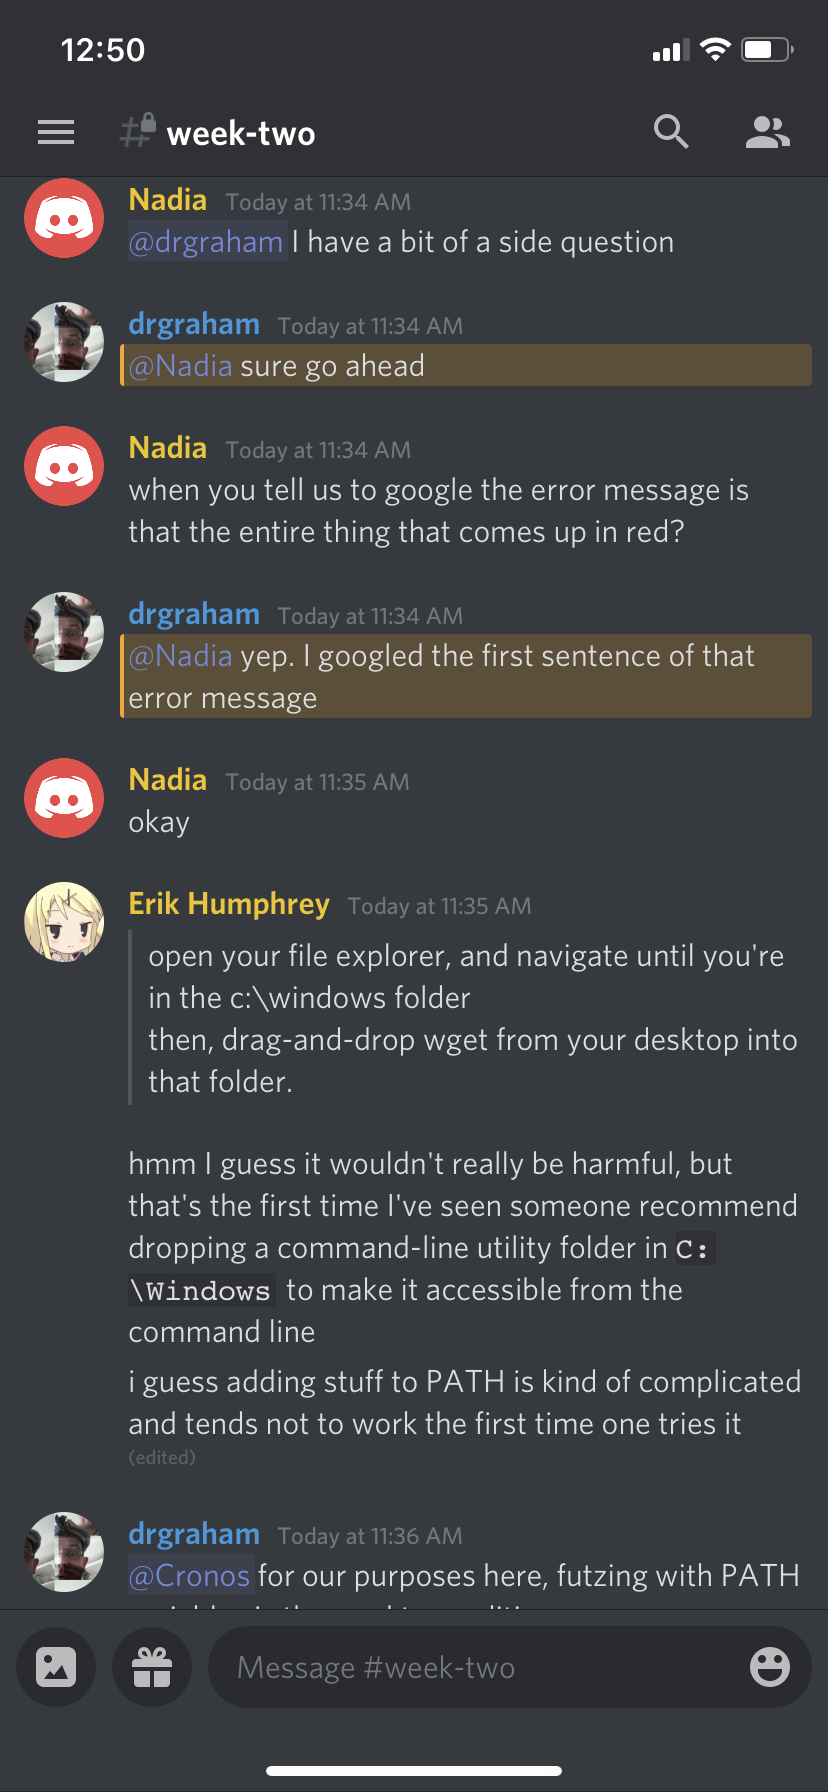 12:50
week-two
Nadia Today at 11:34 AM
@drgraham I have a bit of a side question
drgraham Today at 11:34 AM
@Nadia sure go ahead
Nadia Today at 11:34 AM
when you tell us to google the error message is
that the entire thing that comes up in red?
drgraham Today at 11:34 AM
@Nadia yep. I googled the first sentence of that
error message
Nadia Today at 11:35 AM
okay
Erik Humphrey Today at 11:35 AM
open your file explorer, and navigate until you're
in the c:\windows folder
then, drag-and-drop wget from your desktop into
that folder.
hmm I guess it wouldn't really be harmful, but
that's the first time I've seen someone recommend
dropping a command-line utility folder in C:
\Windows to make it accessible from the
command line
i guess adding stuff to PATH is kind of complicated
and tends not to work the first time one tries it
(edited)
drgraham Today at 11:36 AM
@Cronos for our purposes here, futzing with PATH
Message #week-two